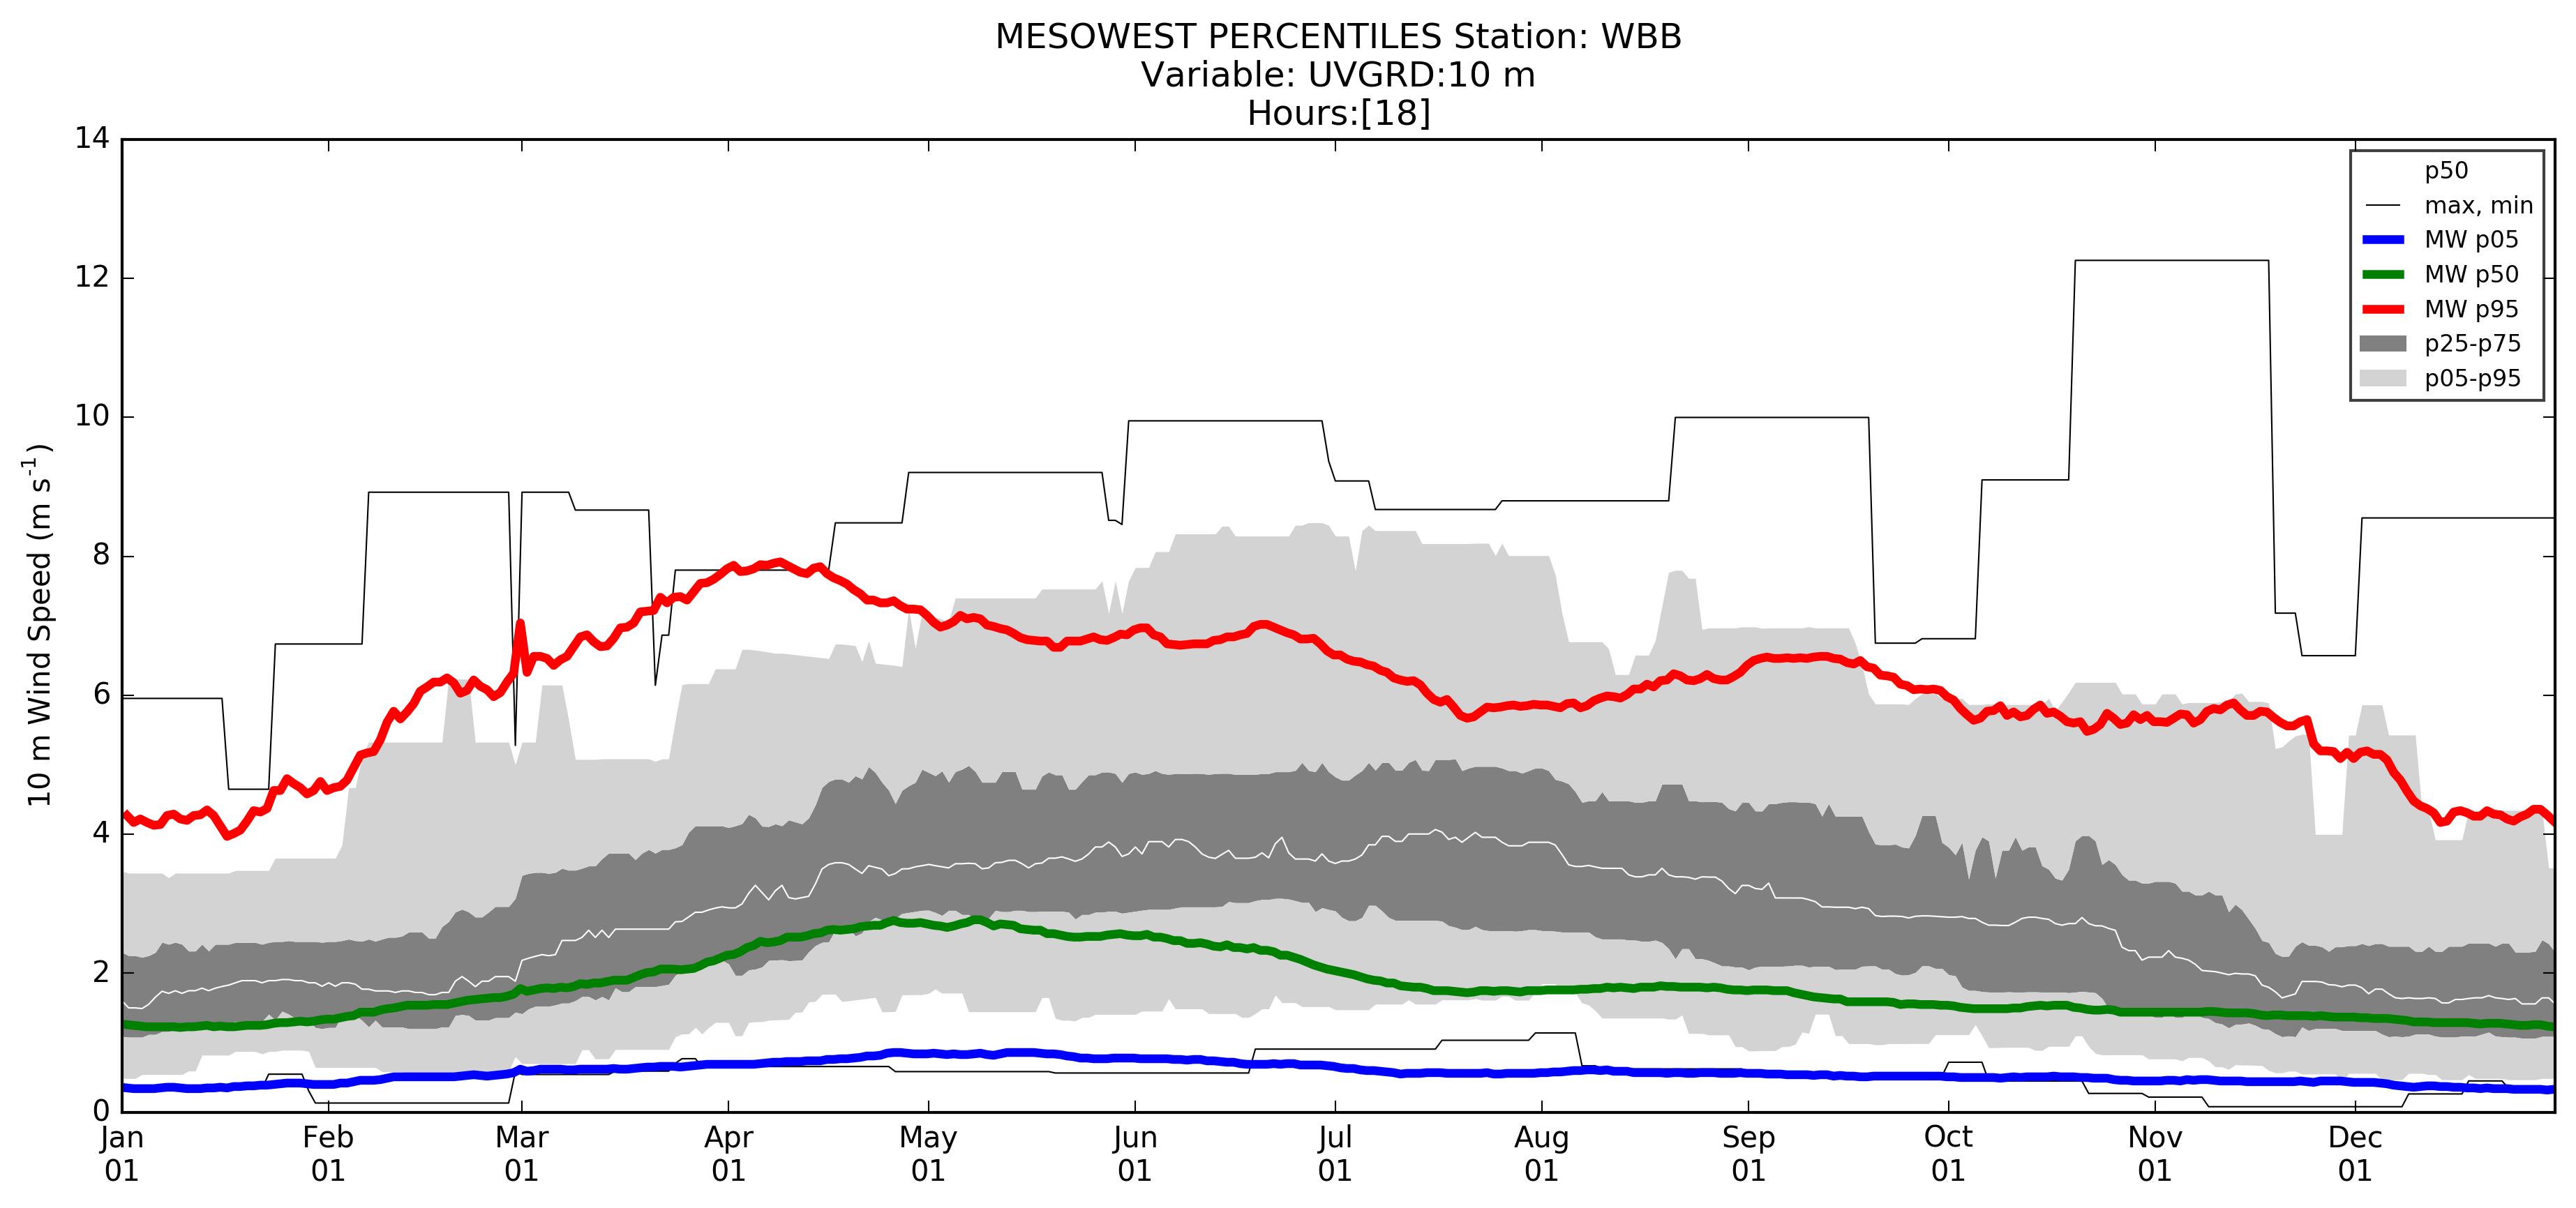 MESOWEST PERCENTILES Station: WBB
Variable: UVGRD:10 m
Hours:[18]
14
12
10
8
6
4
2
0
10 m Wind Speed (m s-1)
p50
max, min
MW p05
MW p50
MW p95
p25-p75
p05-p95
Jan Feb Mar Apr May Jun Jul Aug Sep Oct Nov Dec
01 01 01 01 01 01 01 01 01 01 01 01